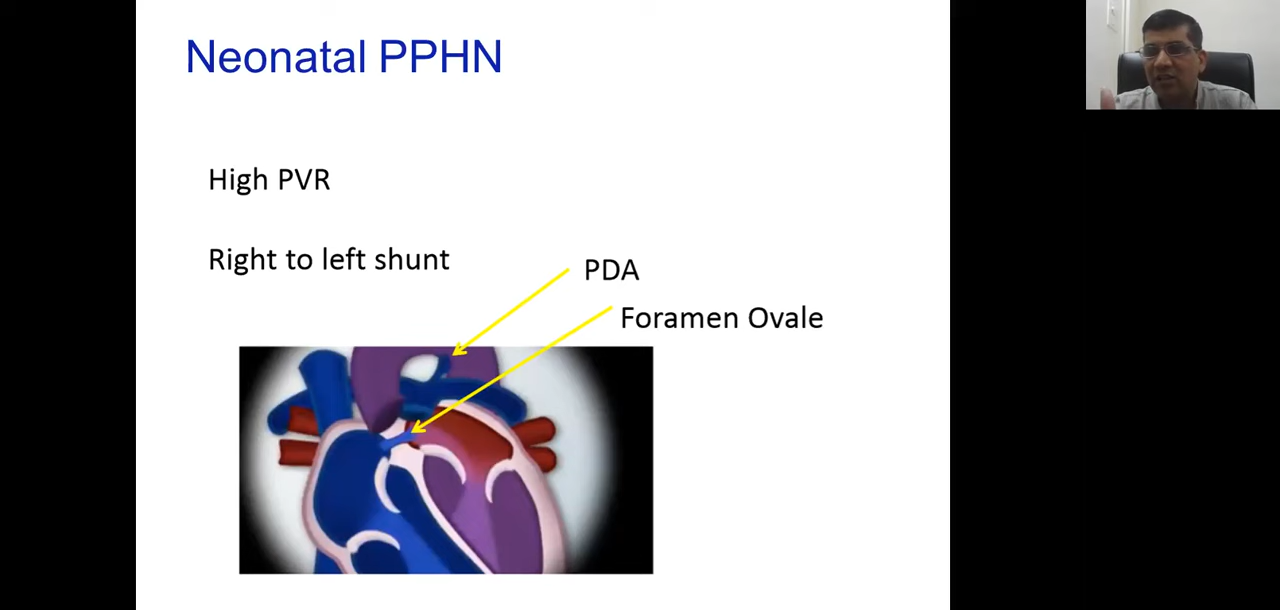 Neonatal PPHN
High PVR
Right to left shunt
PDA
Foramen Ovale